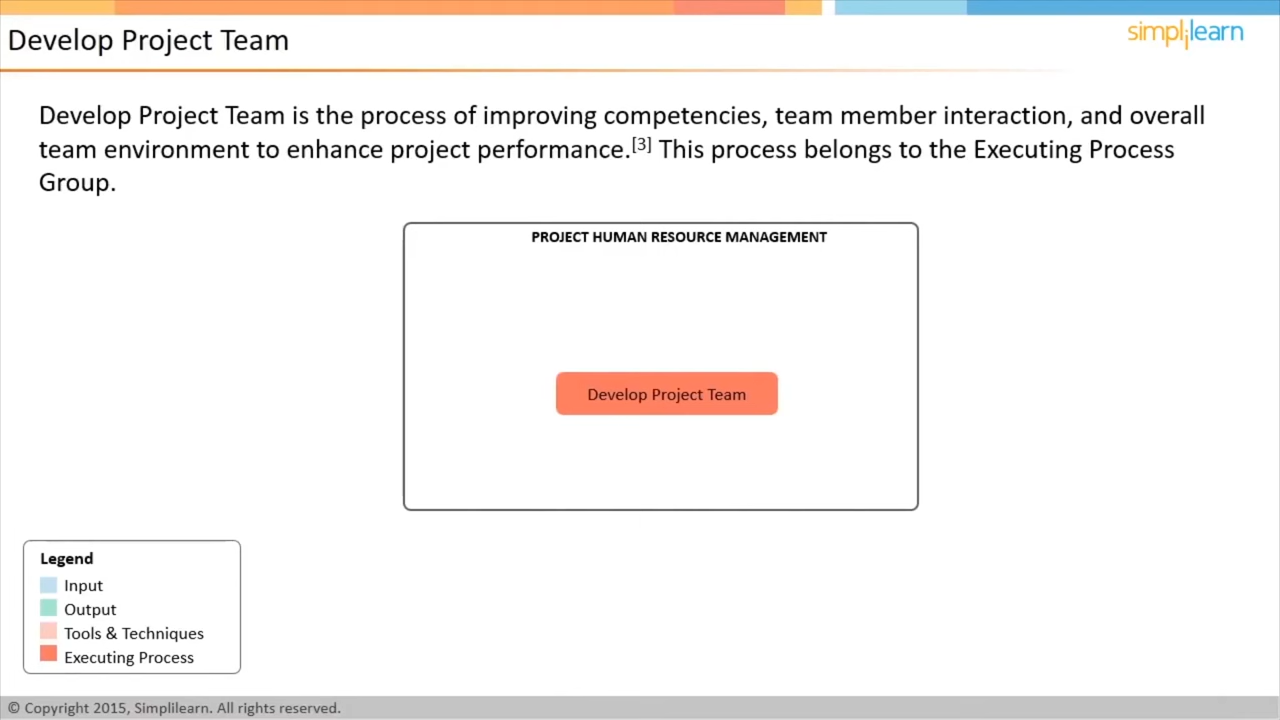 Develop Project Team
simplilearn
Develop Project Team is the process of improving competencies, team member interaction, and overall
team environment to enhance project performance.[3] This process belongs to the Executing Process
Group.
PROJECT HUMAN RESOURCE MANAGEMENT
Develop Project Team
Legend
Input
Output
Tools & Techniques
Executing Process
© Copyright 2015, Simplilearn. All rights reserved.